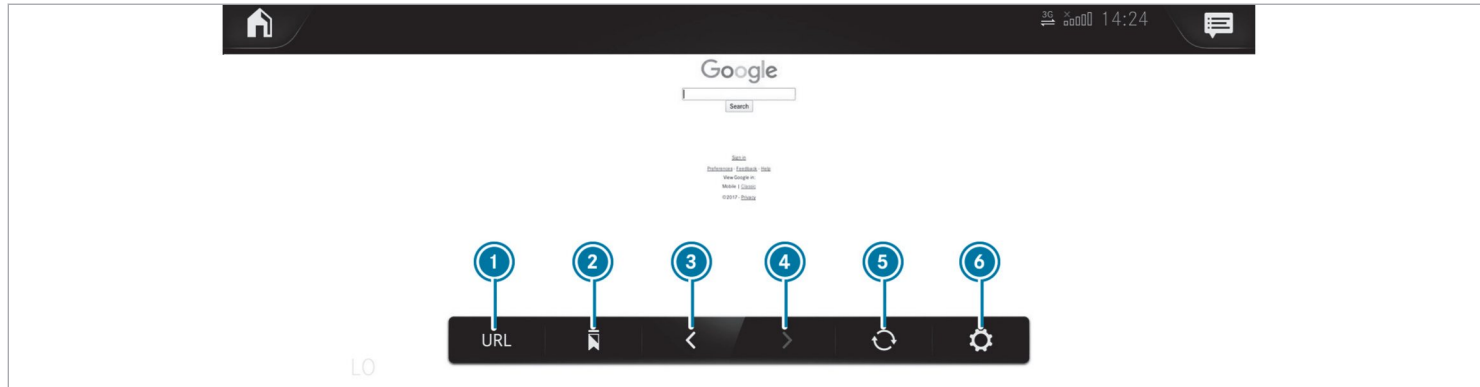 3G 14:24
Google
Search
Sign in
Preferences - Feedback - Help
View Google in:
Mobile | Classic
©2017 - Privacy
1 2 3 4 5 6
URL
LO